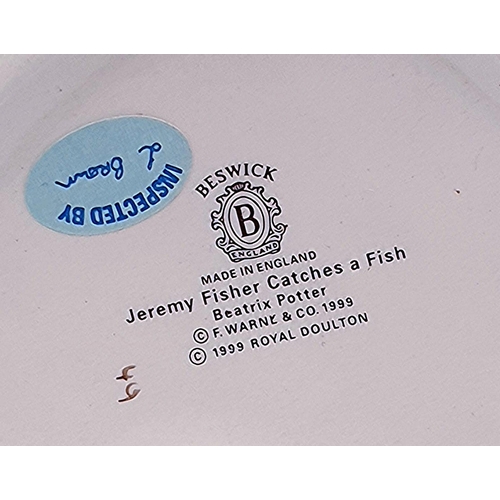 INSPECTED BY
L Brown
BESWICK
B
ENGLAND
MADE IN ENGLAND
Jeremy Fisher Catches a Fish
Beatrix Potter
© F. WARNE & CO. 1999
© 1999 ROYAL DOULTON